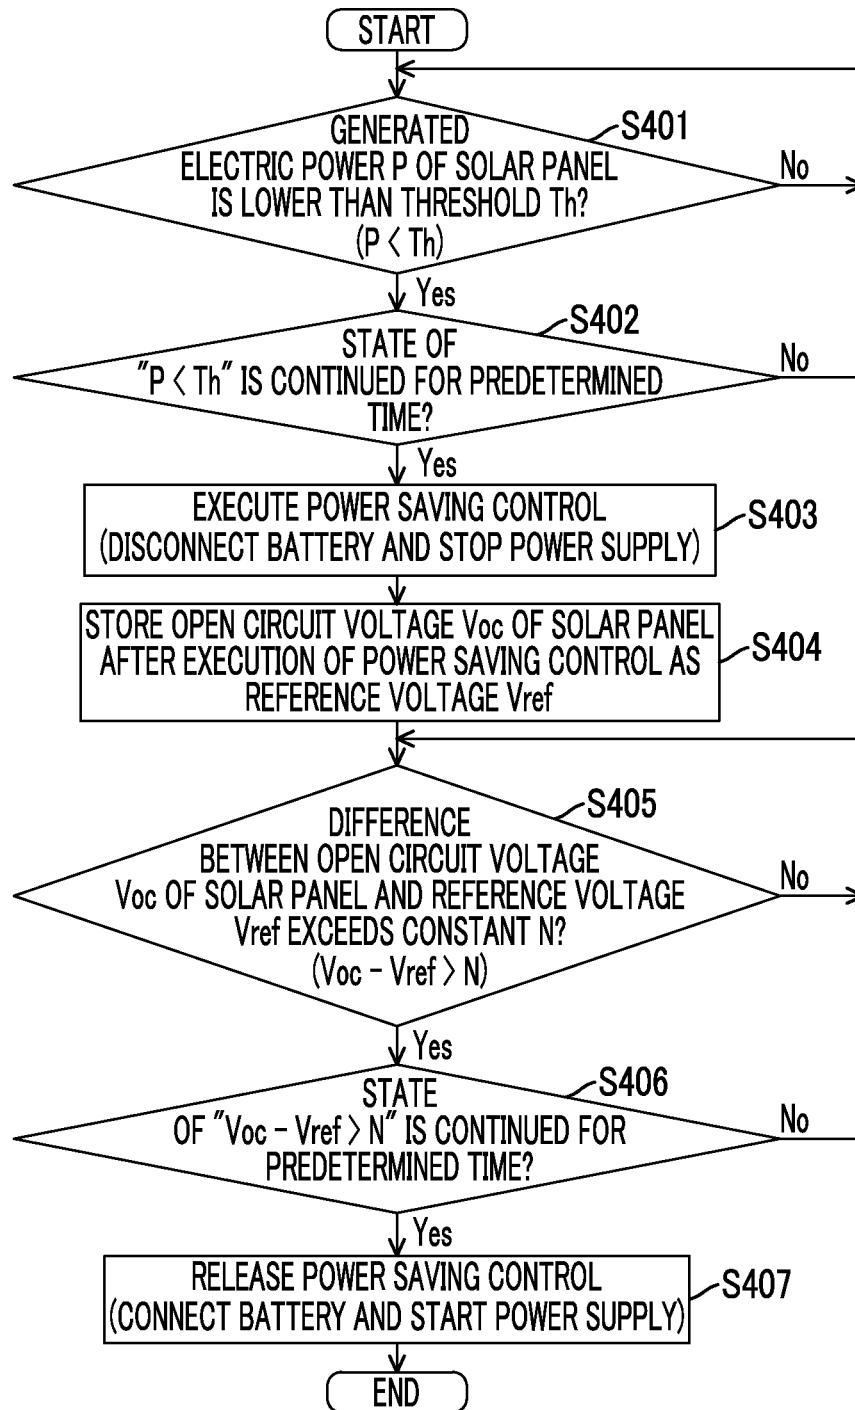 START
GENERATED
ELECTRIC POWER P OF SOLAR PANEL
IS LOWER THAN THRESHOLD Th?
(P < Th)
S401
No
Yes
STATE OF
"P < Th" IS CONTINUED FOR PREDETERMINED
TIME?
S402
No
Yes
EXECUTE POWER SAVING CONTROL
(DISCONNECT BATTERY AND STOP POWER SUPPLY)
S403
STORE OPEN CIRCUIT VOLTAGE Voc OF SOLAR PANEL
AFTER EXECUTION OF POWER SAVING CONTROL AS
REFERENCE VOLTAGE Vref
S404
DIFFERENCE
BETWEEN OPEN CIRCUIT VOLTAGE
Voc OF SOLAR PANEL AND REFERENCE VOLTAGE
Vref EXCEEDS CONSTANT N?
(Voc - Vref > N)
S405
No
Yes
STATE
OF "Voc - Vref > N" IS CONTINUED FOR
PREDETERMINED TIME?
S406
No
Yes
RELEASE POWER SAVING CONTROL
(CONNECT BATTERY AND START POWER SUPPLY)
S407
END